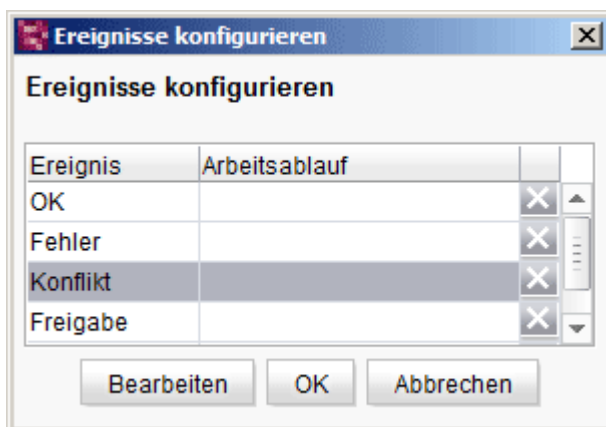 Ereignisse konfigurieren
Ereignisse konfigurieren
Ereignis Arbeitsablauf
OK
Fehler
Konflikt
Freigabe
Bearbeiten OK Abbrechen